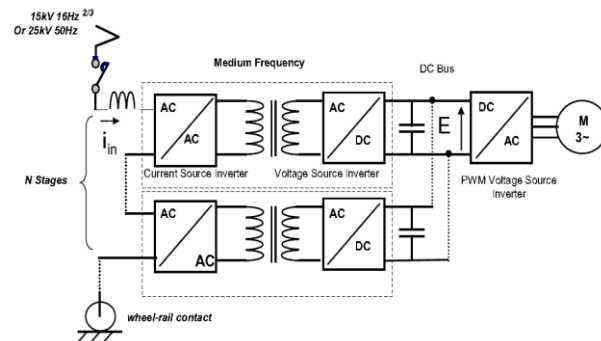 15kV 16Hz 2/3
Or 25kV 50Hz
Medium Frequency
DC Bus
AC
AC
AC
DC
E
DC
AC
M
3~
iin
N Stages
Current Source Inverter
Voltage Source Inverter
PWM Voltage Source
Inverter
AC
AC
AC
DC
wheel-rail contact